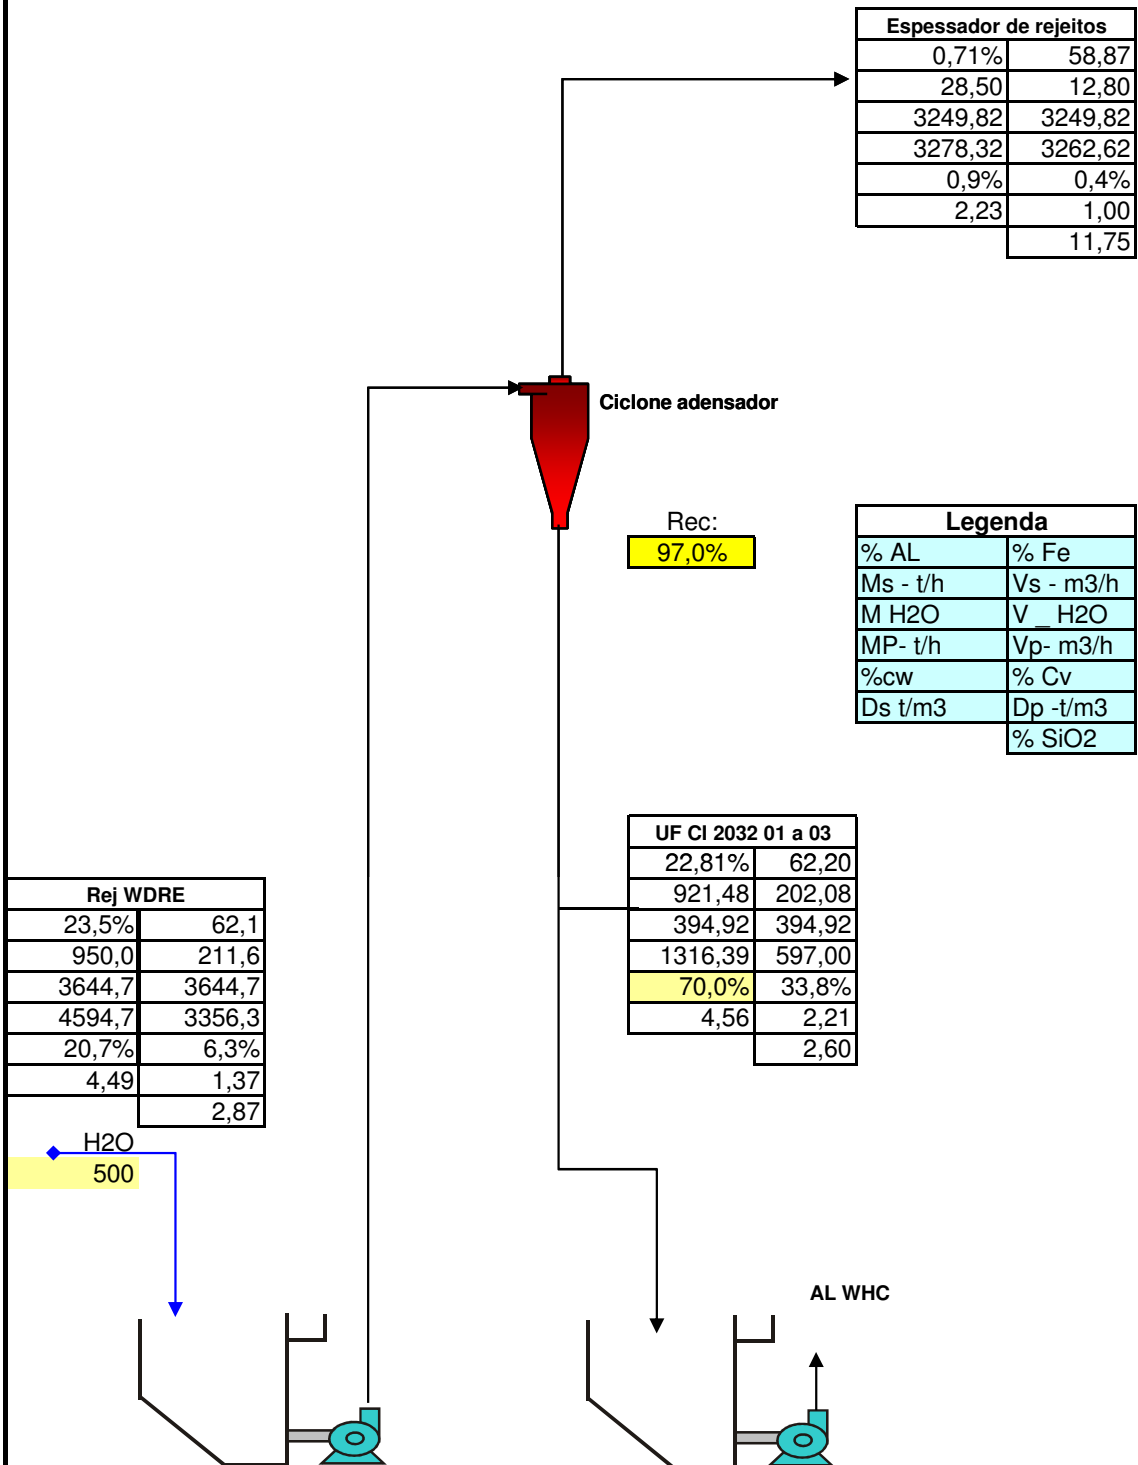 Espessador de rejeitos
0,71% 58,87
28,50 12,80
3249,82 3249,82
3278,32 3262,62
0,9% 0,4%
2,23 1,00
11,75
Ciclone adensador
Rec:
97,0%
Legenda
% AL % Fe
Ms - t/h Vs - m3/h
M H2O V _ H2O
MP- t/h Vp- m3/h
%cw % Cv
Ds t/m3 Dp -t/m3
% SiO2
UF CI 2032 01 a 03
22,81% 62,20
921,48 202,08
394,92 394,92
1316,39 597,00
70,0% 33,8%
4,56 2,21
2,60
Rej WDRE
23,5% 62,1
950,0 211,6
3644,7 3644,7
4594,7 3356,3
20,7% 6,3%
4,49 1,37
2,87
H2O
500
AL WHC